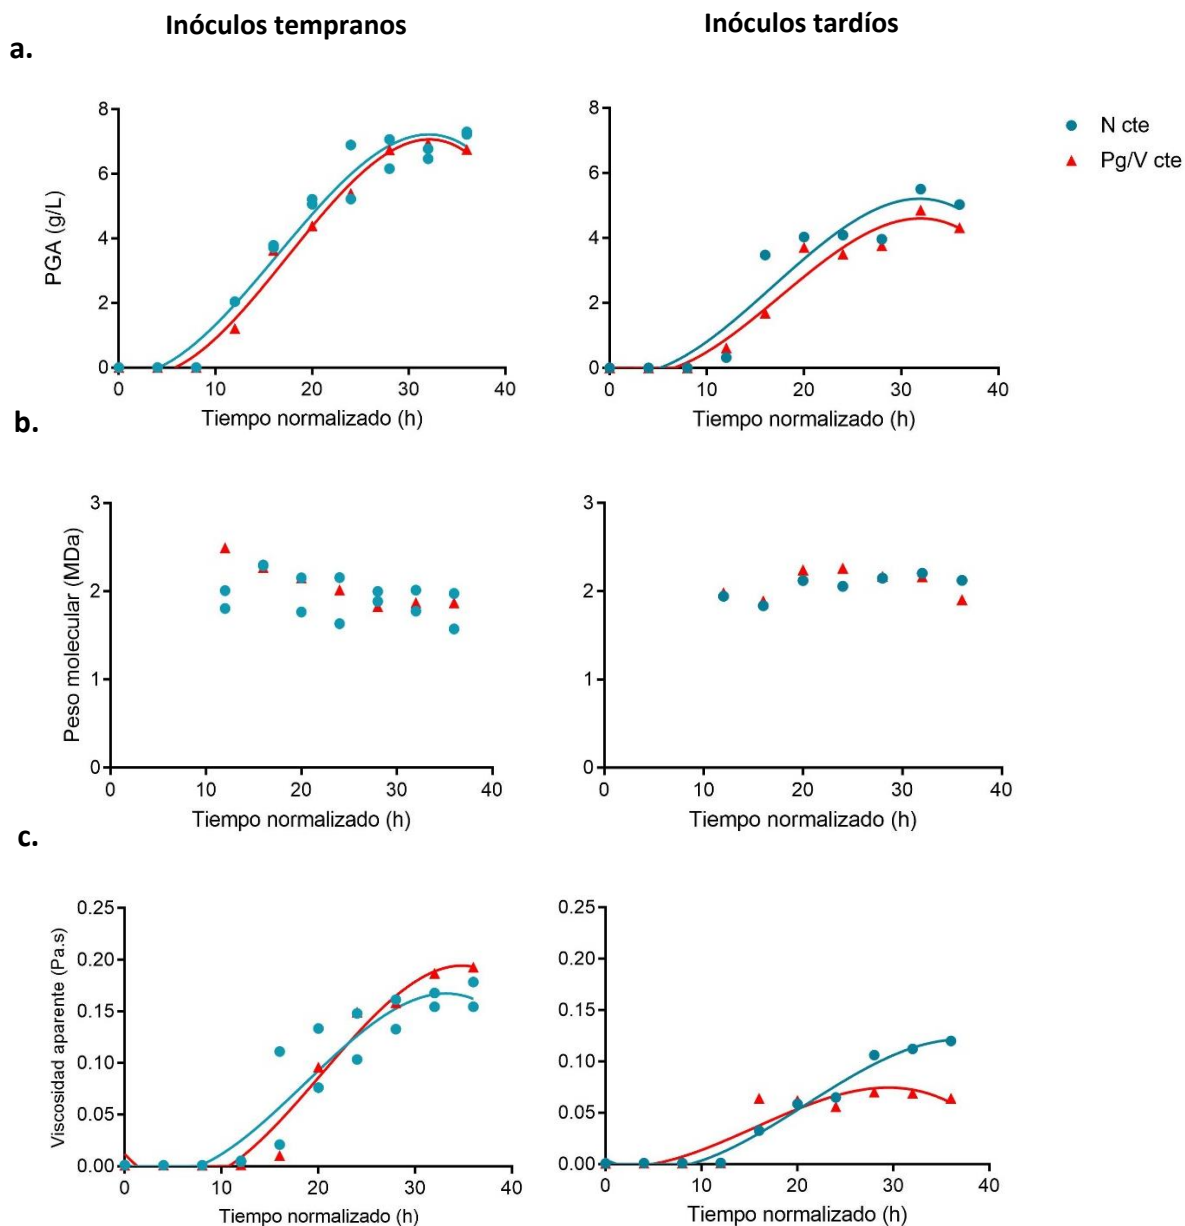 Inóculos tempranos
Inóculos tardíos
a.
8
6
4
2
0
PGA (g/L)
0 10 20 30 40
Tiempo normalizado (h)
8
6
4
2
0
0 10 20 30 40
Tiempo normalizado (h)
N cte
Pg/V cte
b.
3
2
1
0
Peso molecular (MDa)
0 10 20 30 40
Tiempo normalizado (h)
3
2
1
0
0 10 20 30 40
Tiempo normalizado (h)
c.
0.25
0.20
0.15
0.10
0.05
0.00
Viscosidad aparente (Pa.s)
0 10 20 30 40
Tiempo normalizado (h)
0.25
0.20
0.15
0.10
0.05
0.00
0 10 20 30 40
Tiempo normalizado (h)